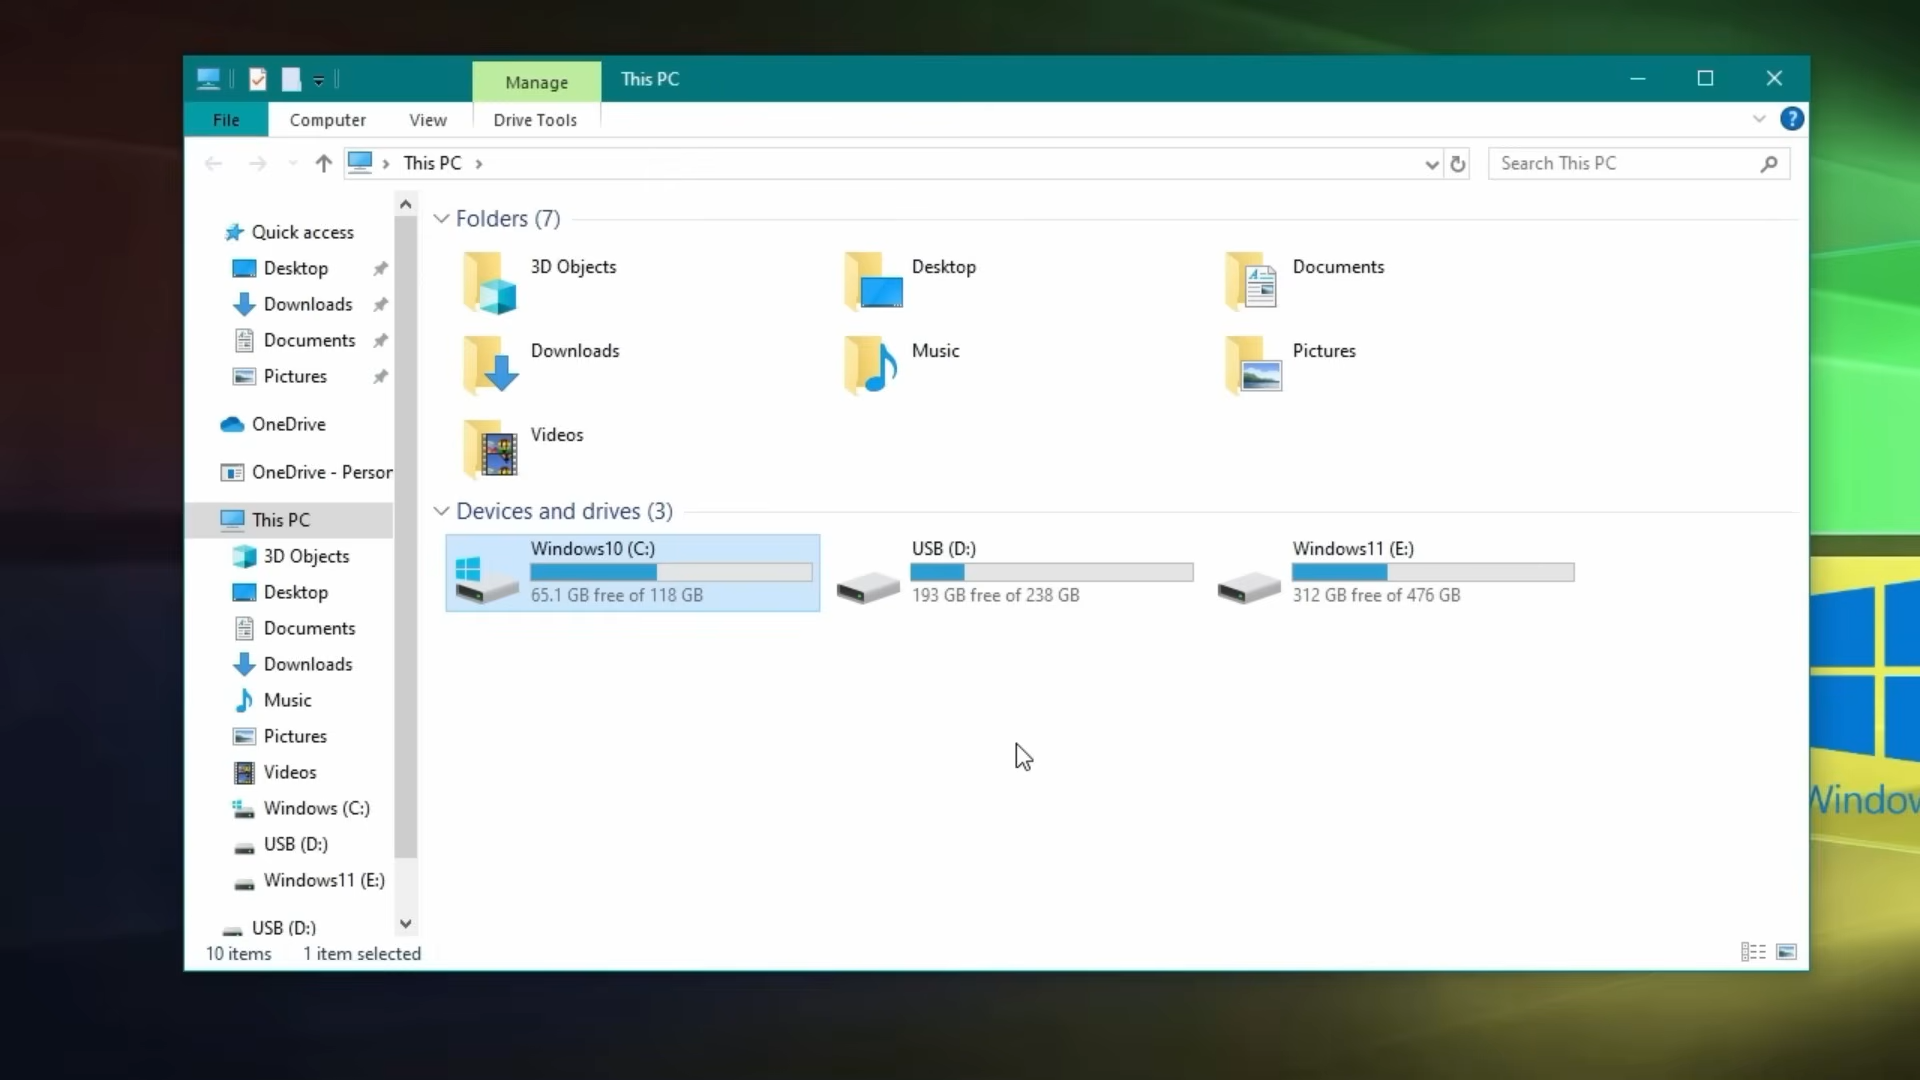 Manage
This PC
File
Computer
View
Drive Tools
?
This PC
Search This PC
Quick access
Desktop
Downloads
Documents
Pictures
OneDrive
OneDrive - Person
This PC
3D Objects
Desktop
Documents
Downloads
Music
Pictures
Videos
Windows (C:)
USB (D:)
Windows11 (E:)
USB (D:)
Folders (7)
3D Objects
Desktop
Documents
Downloads
Music
Pictures
Videos
Devices and drives (3)
Windows10 (C:)
65.1 GB free of 118 GB
USB (D:)
193 GB free of 238 GB
Windows11 (E:)
312 GB free of 476 GB
10 items
1 item selected
Window